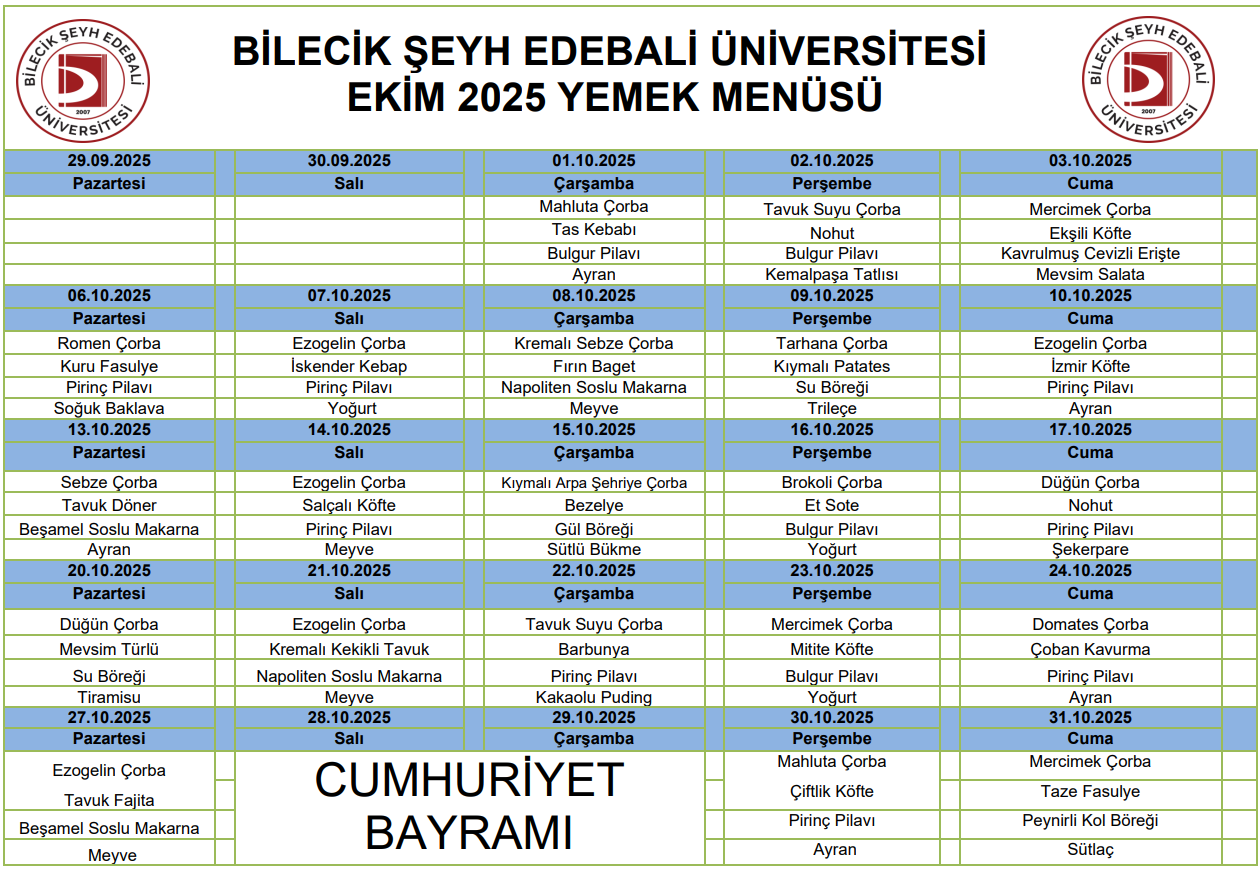 BİLECİK ŞEYH EDEBALİ ÜNİVERSİTESİ
EKİM 2025 YEMEK MENÜSÜ
BİLECİK ŞEYH EDEBALİ ÜNİVERSİTESİ 2007
BİLECİK ŞEYH EDEBALİ ÜNİVERSİTESİ 2007
29.09.2025 30.09.2025 01.10.2025 02.10.2025 03.10.2025
Pazartesi Salı Çarşamba Perşembe Cuma
Mahluta Çorba Tavuk Suyu Çorba Mercimek Çorba
Tas Kebabı Nohut Ekşili Köfte
Bulgur Pilavı Bulgur Pilavı Kavrulmuş Cevizli Erişte
Ayran Kemalpaşa Tatlısı Mevsim Salata
06.10.2025 07.10.2025 08.10.2025 09.10.2025 10.10.2025
Pazartesi Salı Çarşamba Perşembe Cuma
Romen Çorba Ezogelin Çorba Kremalı Sebze Çorba Tarhana Çorba Ezogelin Çorba
Kuru Fasulye İskender Kebap Fırın Baget Kıymalı Patates İzmir Köfte
Pirinç Pilavı Pirinç Pilavı Napoliten Soslu Makarna Su Böreği Pirinç Pilavı
Soğuk Baklava Yoğurt Meyve Trileçe Ayran
13.10.2025 14.10.2025 15.10.2025 16.10.2025 17.10.2025
Pazartesi Salı Çarşamba Perşembe Cuma
Sebze Çorba Ezogelin Çorba Kıymalı Arpa Şehriye Çorba Brokoli Çorba Düğün Çorba
Tavuk Döner Salçalı Köfte Bezelye Et Sote Nohut
Beşamel Soslu Makarna Pirinç Pilavı Gül Böreği Bulgur Pilavı Pirinç Pilavı
Ayran Meyve Sütlü Bükme Yoğurt Şekerpare
20.10.2025 21.10.2025 22.10.2025 23.10.2025 24.10.2025
Pazartesi Salı Çarşamba Perşembe Cuma
Düğün Çorba Ezogelin Çorba Tavuk Suyu Çorba Mercimek Çorba Domates Çorba
Mevsim Türlü Kremalı Kekikli Tavuk Barbunya Mitite Köfte Çoban Kavurma
Su Böreği Napoliten Soslu Makarna Pirinç Pilavı Bulgur Pilavı Pirinç Pilavı
Tiramisu Meyve Kakaolu Puding Yoğurt Ayran
27.10.2025 28.10.2025 29.10.2025 30.10.2025 31.10.2025
Pazartesi Salı Çarşamba Perşembe Cuma
Ezogelin Çorba CUMHURİYET Mahluta Çorba Mercimek Çorba
Tavuk Fajita Çiftlik Köfte Taze Fasulye
Beşamel Soslu Makarna BAYRAMI Pirinç Pilavı Peynirli Kol Böreği
Meyve Ayran Sütlaç